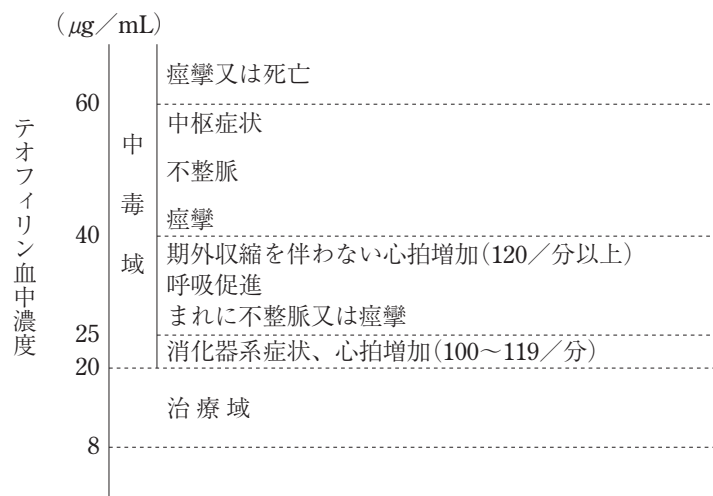 (μg／mL)
痙攣又は死亡
60
中枢症状
不整脈
痙攣
40
期外収縮を伴わない心拍増加(120／分以上)
呼吸促進
まれに不整脈又は痙攣
25
消化器系症状、心拍増加(100～119／分)
20
治療域
8
中毒域
テオフィリン血中濃度